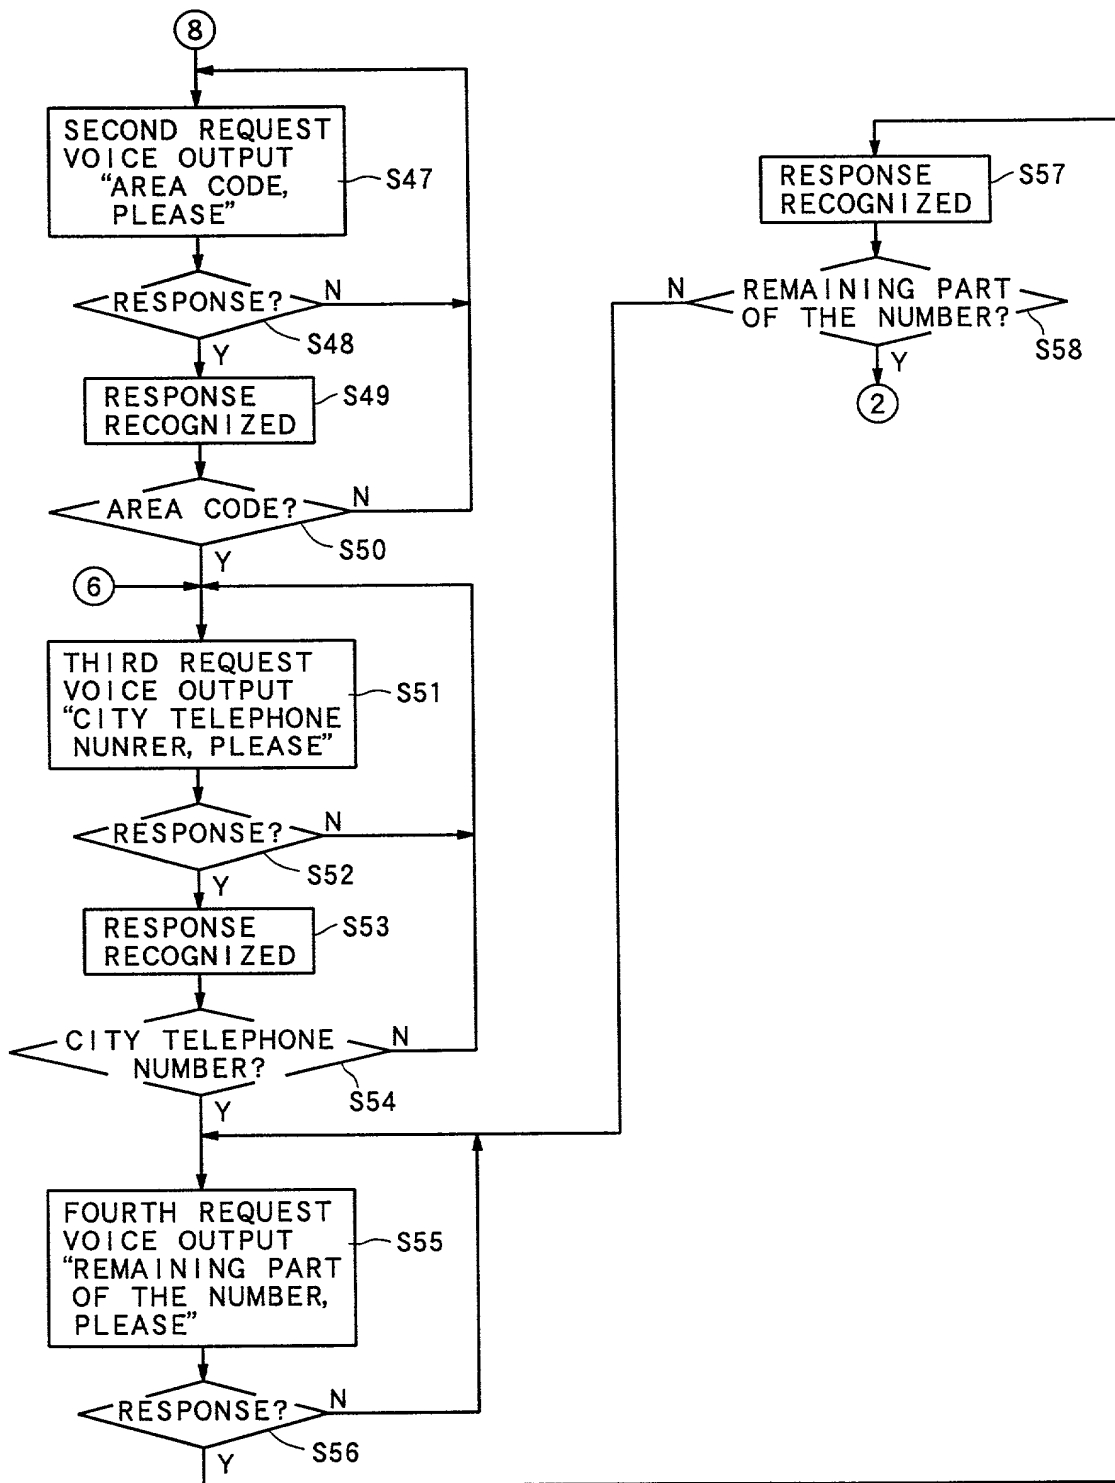 8
SECOND REQUEST
VOICE OUTPUT
“AREA CODE,
PLEASE”
S47
RESPONSE?
N
S48
Y
RESPONSE
RECOGNIZED
S49
AREA CODE?
N
S50
Y
6
THIRD REQUEST
VOICE OUTPUT
“CITY TELEPHONE
NUNRER, PLEASE”
S51
RESPONSE?
N
S52
Y
RESPONSE
RECOGNIZED
S53
CITY TELEPHONE
NUMBER?
N
S54
Y
FOURTH REQUEST
VOICE OUTPUT
“REMAINING PART
OF THE NUMBER,
PLEASE”
S55
RESPONSE?
N
S56
Y
RESPONSE
RECOGNIZED
S57
N
REMAINING PART
OF THE NUMBER?
S58
Y
2